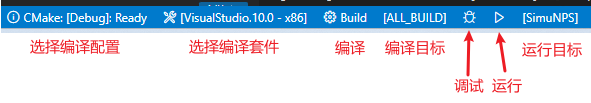 CMake: [Debug]: Ready [VisualStudio.10.0 - x86] Build [ALL_BUILD] [SimuNPS]
选择编译配置 选择编译套件 编译 编译目标 运行目标
调试 运行